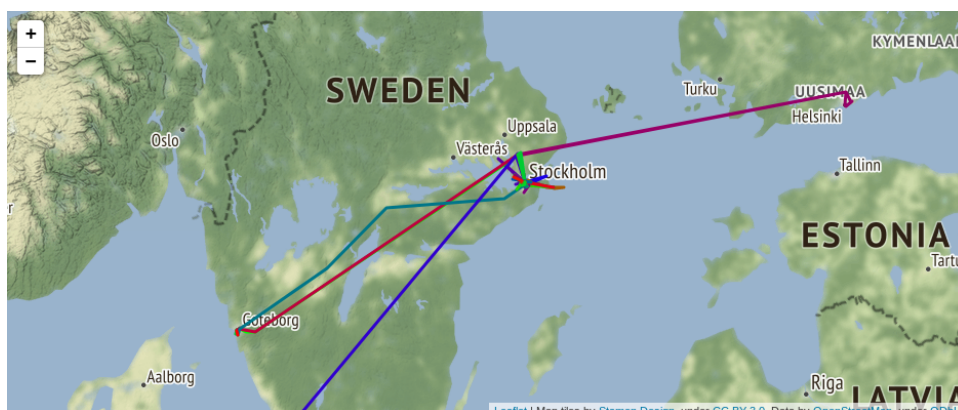 +
−
KYMENLAA
SWEDEN
Turku
UUSIMAA
Helsinki
Oslo
Uppsala
Västerås
Stockholm
Tallinn
ESTONIA
Tartu
Göteborg
Aalborg
Riga
LATVIA
Leaflet | Map tiles by Stamen Design, under CC BY 3.0. Data by OpenStreetMap, under ODbL